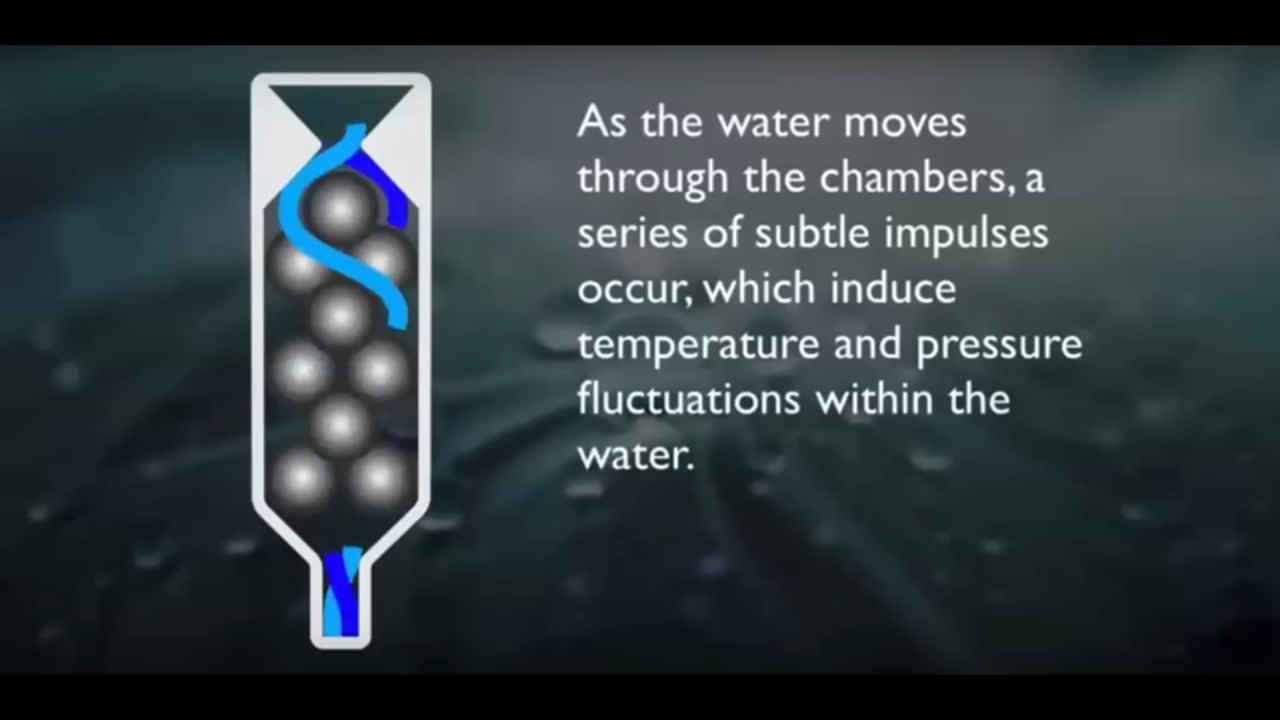 As the water moves
through the chambers, a
series of subtle impulses
occur, which induce
temperature and pressure
fluctuations within the
water.